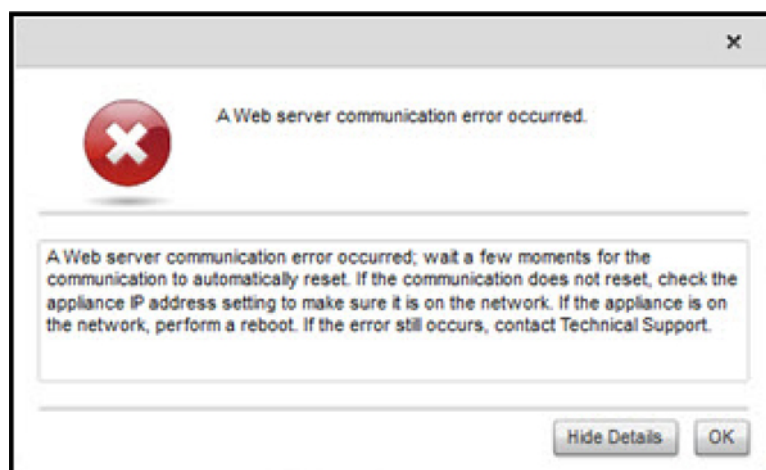 A Web server communication error occurred.
A Web server communication error occurred; wait a few moments for the
communication to automatically reset. If the communication does not reset, check the
appliance IP address setting to make sure it is on the network. If the appliance is on
the network, perform a reboot. If the error still occurs, contact Technical Support.
Hide Details OK